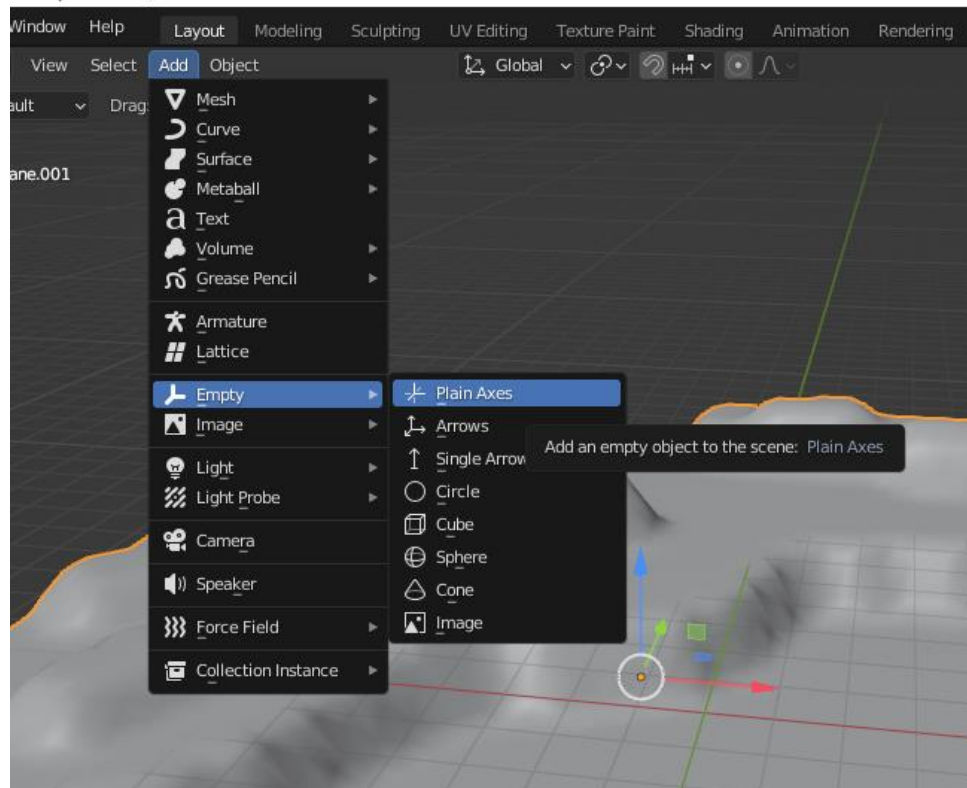 Window Help Layout Modeling Sculpting UV Editing Texture Paint Shading Animation Rendering
View Select Add Object Global
ault Drag:
ane.001
Mesh
Curve
Surface
Metaball
Text
Volume
Grease Pencil
Armature
Lattice
Empty
Image
Light
Light Probe
Camera
Speaker
Force Field
Collection Instance
Plain Axes
Arrows
Single Arrow
Circle
Cube
Sphere
Cone
Image
Add an empty object to the scene: Plain Axes